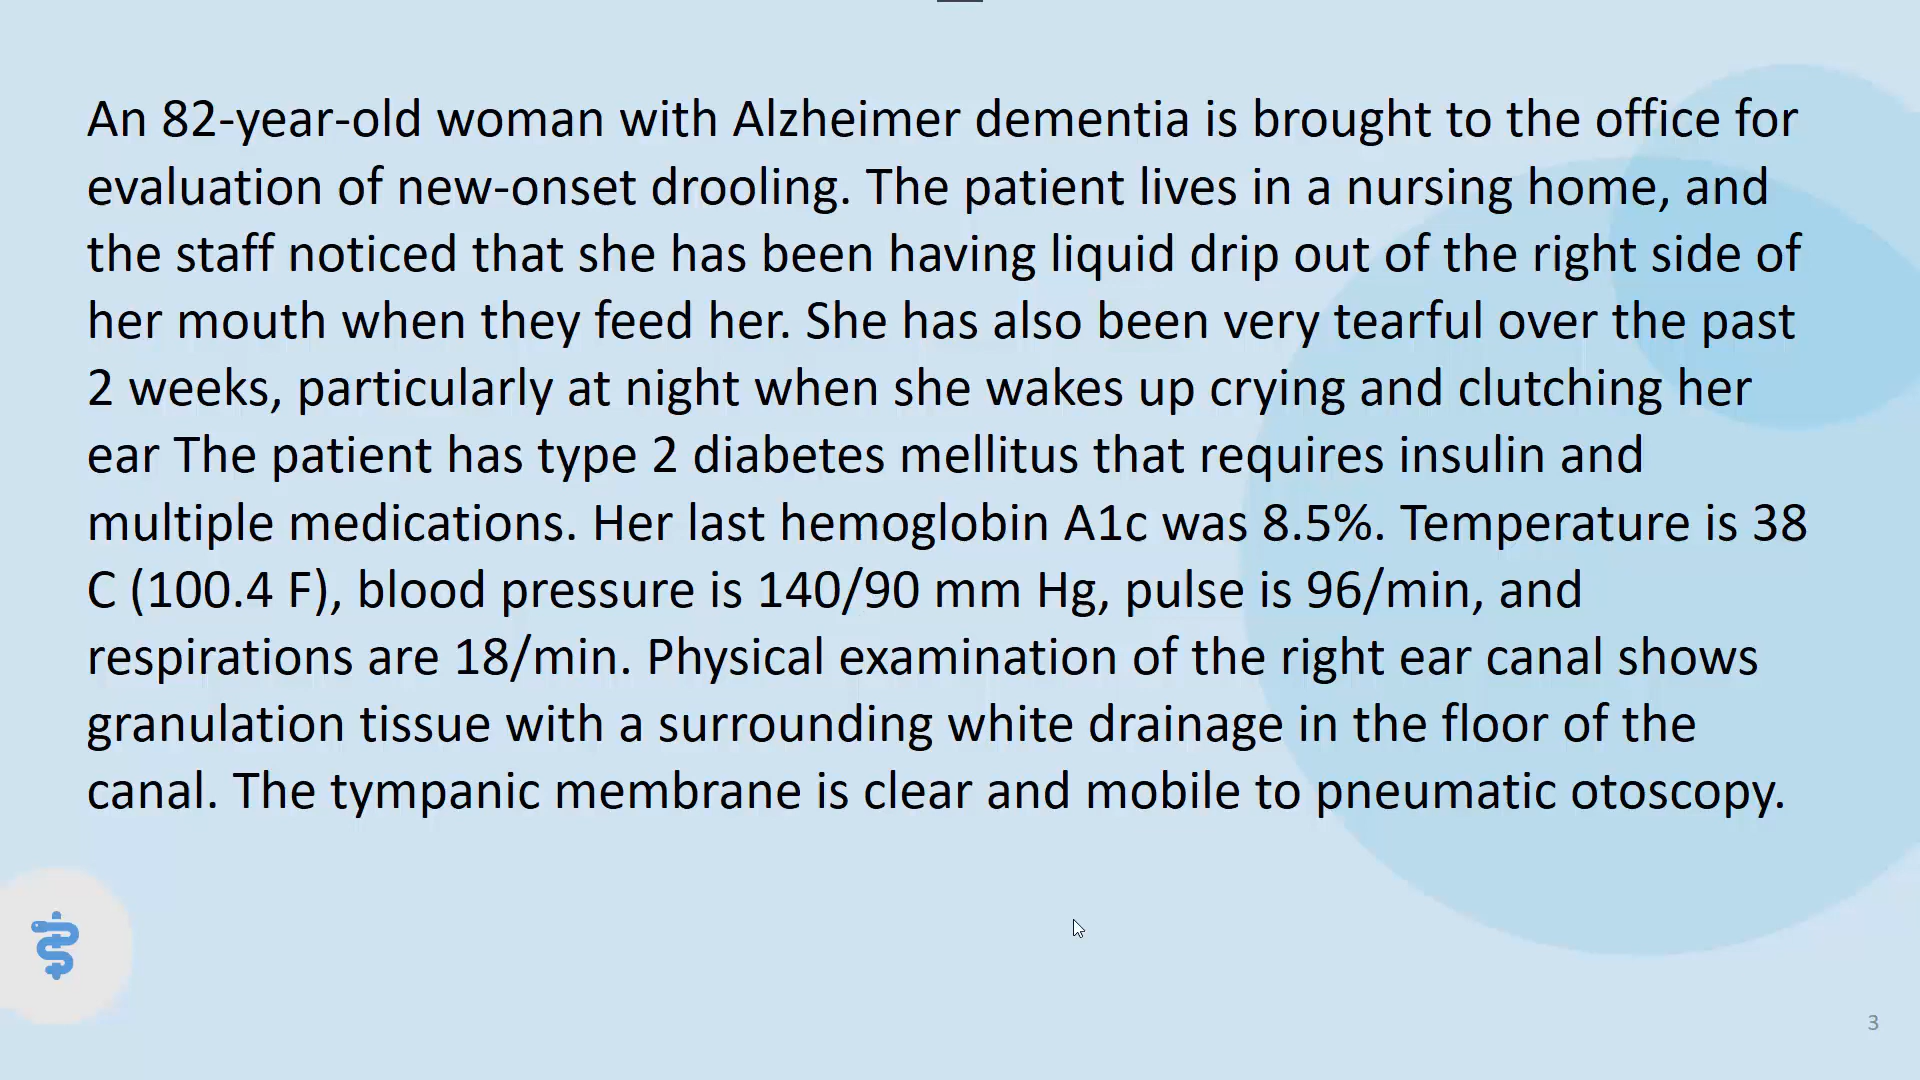 An 82-year-old woman with Alzheimer dementia is brought to the office for
evaluation of new-onset drooling. The patient lives in a nursing home, and
the staff noticed that she has been having liquid drip out of the right side of
her mouth when they feed her. She has also been very tearful over the past
2 weeks, particularly at night when she wakes up crying and clutching her
ear The patient has type 2 diabetes mellitus that requires insulin and
multiple medications. Her last hemoglobin A1c was 8.5%. Temperature is 38
C (100.4 F), blood pressure is 140/90 mm Hg, pulse is 96/min, and
respirations are 18/min. Physical examination of the right ear canal shows
granulation tissue with a surrounding white drainage in the floor of the
canal. The tympanic membrane is clear and mobile to pneumatic otoscopy.
3